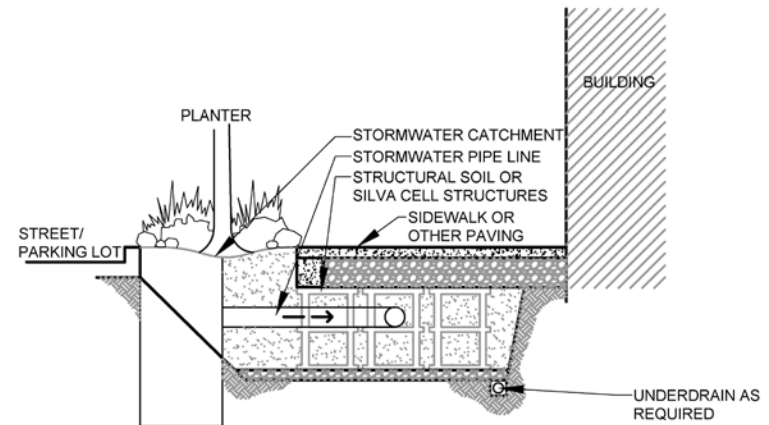 BUILDING
PLANTER
STORMWATER CATCHMENT
STORMWATER PIPE LINE
STRUCTURAL SOIL OR
SILVA CELL STRUCTURES
SIDEWALK OR
OTHER PAVING
STREET/
PARKING LOT
UNDERDRAIN AS
REQUIRED